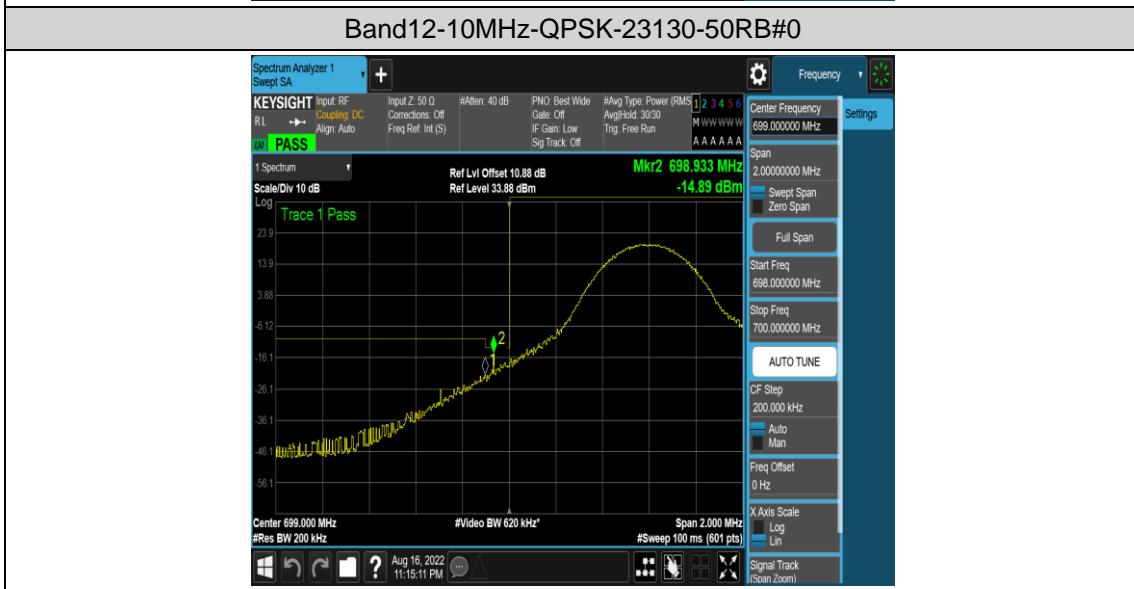 Band12-10MHz-QPSK-23130-50RB#0
Spectrum Analyzer 1
Swept SA
+
Frequency
KEYSIGHT
RL
PASS
Input: RF
Coupling: DC
Align: Auto
Input Z: 50 Ω
Corrections: Off
Freq Ref: Int (S)
#Atten: 40 dB
PNO: Best Wide
Gate: Off
IF Gain: Low
Sig Track: Off
#Avg Type: Power (RMS
Avg|Hold: 30/30
Trig: Free Run
1 2 3 4 5 6
M W W W W W
A A A A A A
1 Spectrum
Scale/Div 10 dB
Ref Lvl Offset 10.88 dB
Ref Level 33.88 dBm
Mkr2 698.933 MHz
-14.89 dBm
Log
Trace 1 Pass
23.9
13.9
3.88
-6.12
-16.1
-26.1
-36.1
-46.1
-56.1
2
1
Center 699.000 MHz
#Res BW 200 kHz
#Video BW 620 kHz*
Span 2.000 MHz
#Sweep 100 ms (601 pts)
Center Frequency
699.000000 MHz
Settings
Span
2.00000000 MHz
Swept Span
Zero Span
Full Span
Start Freq
698.000000 MHz
Stop Freq
700.000000 MHz
AUTO TUNE
CF Step
200.000 kHz
Auto
Man
Freq Offset
0 Hz
X Axis Scale
Log
Lin
Signal Track
(Span Zoom)
?
Aug 16, 2022
11:15:11 PM